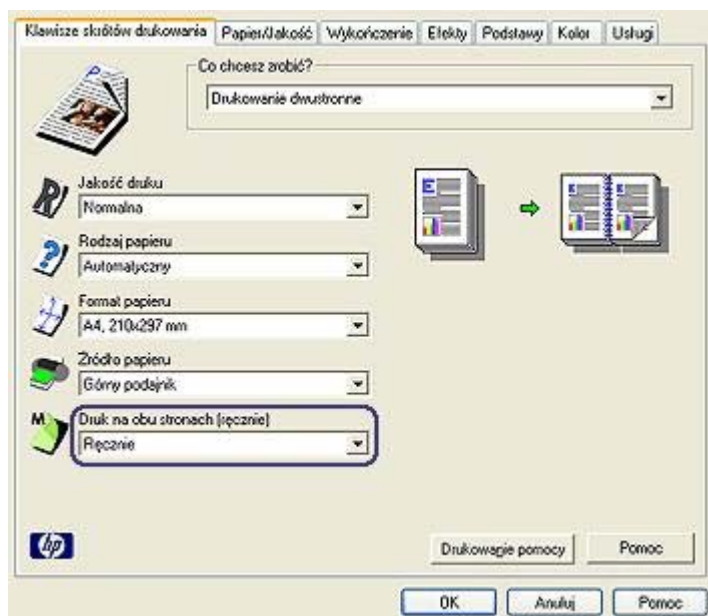 Klawisze skrótów drukowania Papier/Jakość Wykończenie Efekty Podstawy Kolor Usługi
Co chcesz zrobić?
Drukowanie dwustronne
Jakość druku
Normalna
Rodzaj papieru
Automatyczny
Format papieru
A4, 210x297 mm
Źródło papieru
Górny podajnik
Druk na obu stronach (ręcznie)
Ręcznie
hp
Drukowanie pomocy Pomoc
OK Anuluj Pomoc